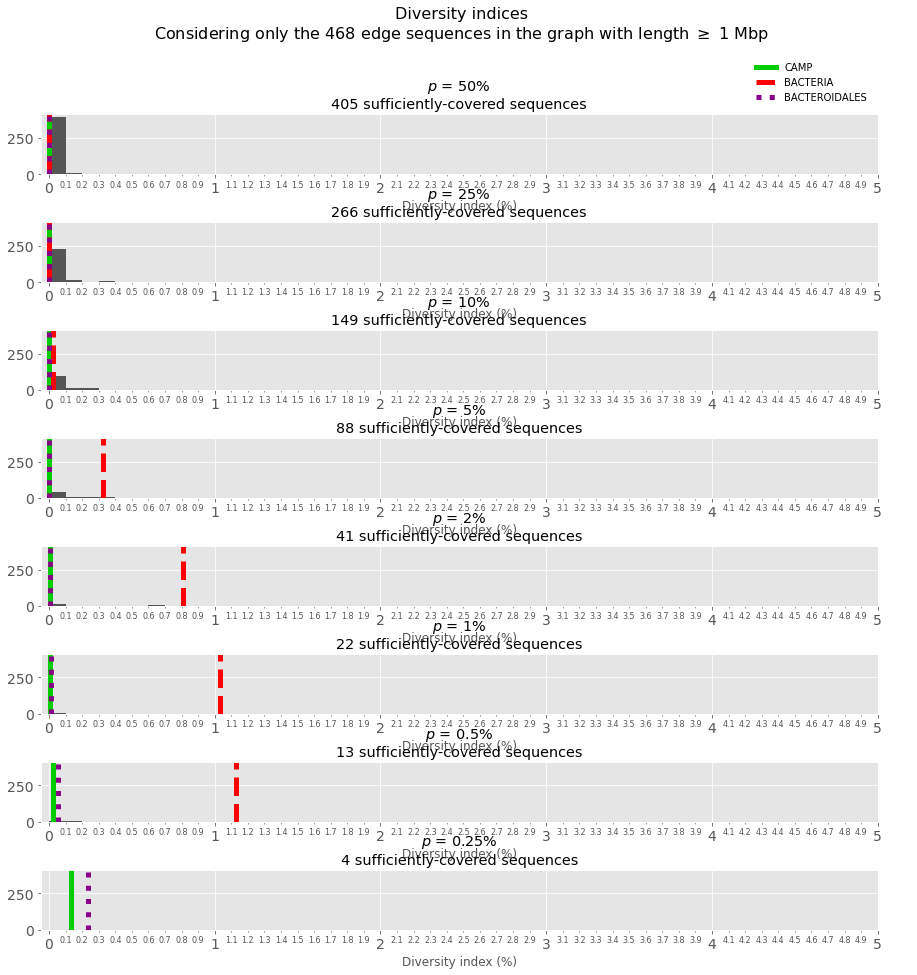 Diversity indices
Considering only the 468 edge sequences in the graph with length ≥ 1 Mbp
CAMP
BACTERIA
BACTEROIDALES
p = 50%
405 sufficiently-covered sequences
250
0
0 0.1 0.2 0.3 0.4 0.5 0.6 0.7 0.8 0.9 1 1.1 1.2 1.3 1.4 1.5 1.6 1.7 1.8 1.9 2 2.1 2.2 2.3 2.4 2.5 2.6 2.7 2.8 2.9 3 3.1 3.2 3.3 3.4 3.5 3.6 3.7 3.8 3.9 4 4.1 4.2 4.3 4.4 4.5 4.6 4.7 4.8 4.9 5
Diversity index (%)
p = 25%
266 sufficiently-covered sequences
250
0
0 0.1 0.2 0.3 0.4 0.5 0.6 0.7 0.8 0.9 1 1.1 1.2 1.3 1.4 1.5 1.6 1.7 1.8 1.9 2 2.1 2.2 2.3 2.4 2.5 2.6 2.7 2.8 2.9 3 3.1 3.2 3.3 3.4 3.5 3.6 3.7 3.8 3.9 4 4.1 4.2 4.3 4.4 4.5 4.6 4.7 4.8 4.9 5
Diversity index (%)
p = 10%
149 sufficiently-covered sequences
250
0
0 0.1 0.2 0.3 0.4 0.5 0.6 0.7 0.8 0.9 1 1.1 1.2 1.3 1.4 1.5 1.6 1.7 1.8 1.9 2 2.1 2.2 2.3 2.4 2.5 2.6 2.7 2.8 2.9 3 3.1 3.2 3.3 3.4 3.5 3.6 3.7 3.8 3.9 4 4.1 4.2 4.3 4.4 4.5 4.6 4.7 4.8 4.9 5
Diversity index (%)
p = 5%
88 sufficiently-covered sequences
250
0
0 0.1 0.2 0.3 0.4 0.5 0.6 0.7 0.8 0.9 1 1.1 1.2 1.3 1.4 1.5 1.6 1.7 1.8 1.9 2 2.1 2.2 2.3 2.4 2.5 2.6 2.7 2.8 2.9 3 3.1 3.2 3.3 3.4 3.5 3.6 3.7 3.8 3.9 4 4.1 4.2 4.3 4.4 4.5 4.6 4.7 4.8 4.9 5
Diversity index (%)
p = 2%
41 sufficiently-covered sequences
250
0
0 0.1 0.2 0.3 0.4 0.5 0.6 0.7 0.8 0.9 1 1.1 1.2 1.3 1.4 1.5 1.6 1.7 1.8 1.9 2 2.1 2.2 2.3 2.4 2.5 2.6 2.7 2.8 2.9 3 3.1 3.2 3.3 3.4 3.5 3.6 3.7 3.8 3.9 4 4.1 4.2 4.3 4.4 4.5 4.6 4.7 4.8 4.9 5
Diversity index (%)
p = 1%
22 sufficiently-covered sequences
250
0
0 0.1 0.2 0.3 0.4 0.5 0.6 0.7 0.8 0.9 1 1.1 1.2 1.3 1.4 1.5 1.6 1.7 1.8 1.9 2 2.1 2.2 2.3 2.4 2.5 2.6 2.7 2.8 2.9 3 3.1 3.2 3.3 3.4 3.5 3.6 3.7 3.8 3.9 4 4.1 4.2 4.3 4.4 4.5 4.6 4.7 4.8 4.9 5
Diversity index (%)
p = 0.5%
13 sufficiently-covered sequences
250
0
0 0.1 0.2 0.3 0.4 0.5 0.6 0.7 0.8 0.9 1 1.1 1.2 1.3 1.4 1.5 1.6 1.7 1.8 1.9 2 2.1 2.2 2.3 2.4 2.5 2.6 2.7 2.8 2.9 3 3.1 3.2 3.3 3.4 3.5 3.6 3.7 3.8 3.9 4 4.1 4.2 4.3 4.4 4.5 4.6 4.7 4.8 4.9 5
Diversity index (%)
p = 0.25%
4 sufficiently-covered sequences
250
0
0 0.1 0.2 0.3 0.4 0.5 0.6 0.7 0.8 0.9 1 1.1 1.2 1.3 1.4 1.5 1.6 1.7 1.8 1.9 2 2.1 2.2 2.3 2.4 2.5 2.6 2.7 2.8 2.9 3 3.1 3.2 3.3 3.4 3.5 3.6 3.7 3.8 3.9 4 4.1 4.2 4.3 4.4 4.5 4.6 4.7 4.8 4.9 5
Diversity index (%)